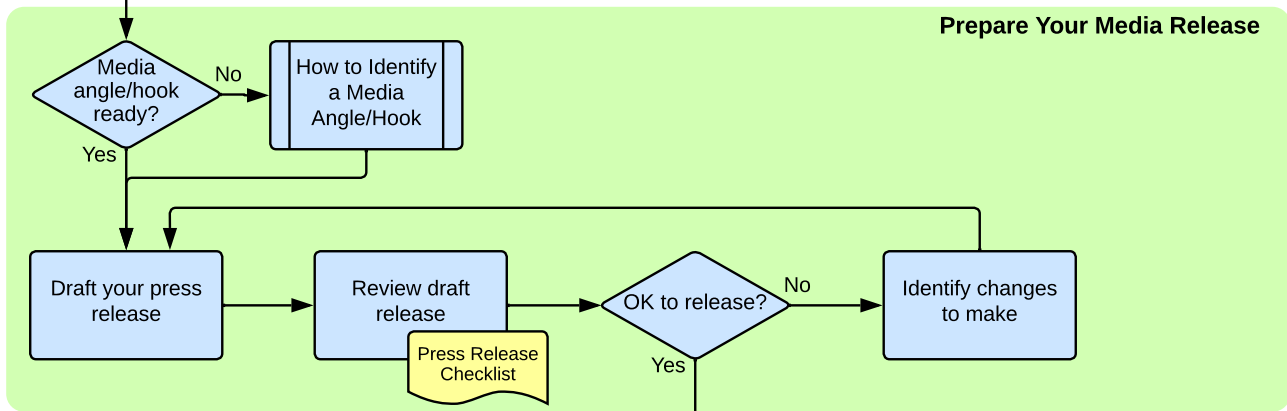 Prepare Your Media Release
Media
angle/hook
ready?
No
How to Identify
a Media
Angle/Hook
Yes
Draft your press
release
Review draft
release
Press Release
Checklist
OK to release?
No
Identify changes
to make
Yes